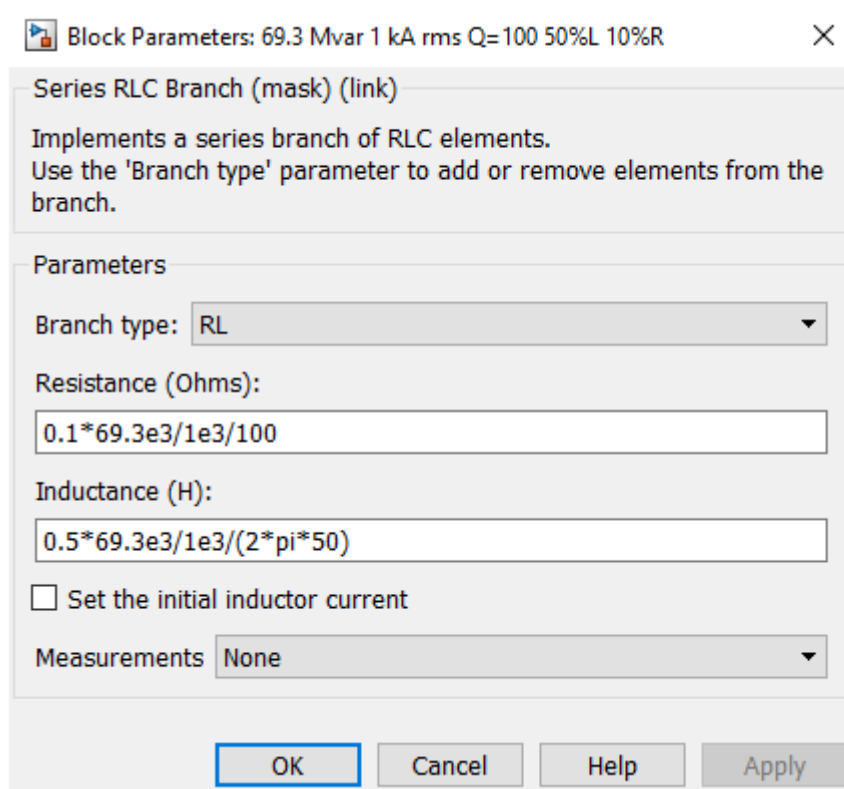 Block Parameters: 69.3 Mvar 1 kA rms Q=100 50%L 10%R
Series RLC Branch (mask) (link)
Implements a series branch of RLC elements.
Use the 'Branch type' parameter to add or remove elements from the
branch.
Parameters
Branch type: RL
Resistance (Ohms):
0.1*69.3e3/1e3/100
Inductance (H):
0.5*69.3e3/1e3/(2*pi*50)
Set the initial inductor current
Measurements None
OK Cancel Help Apply